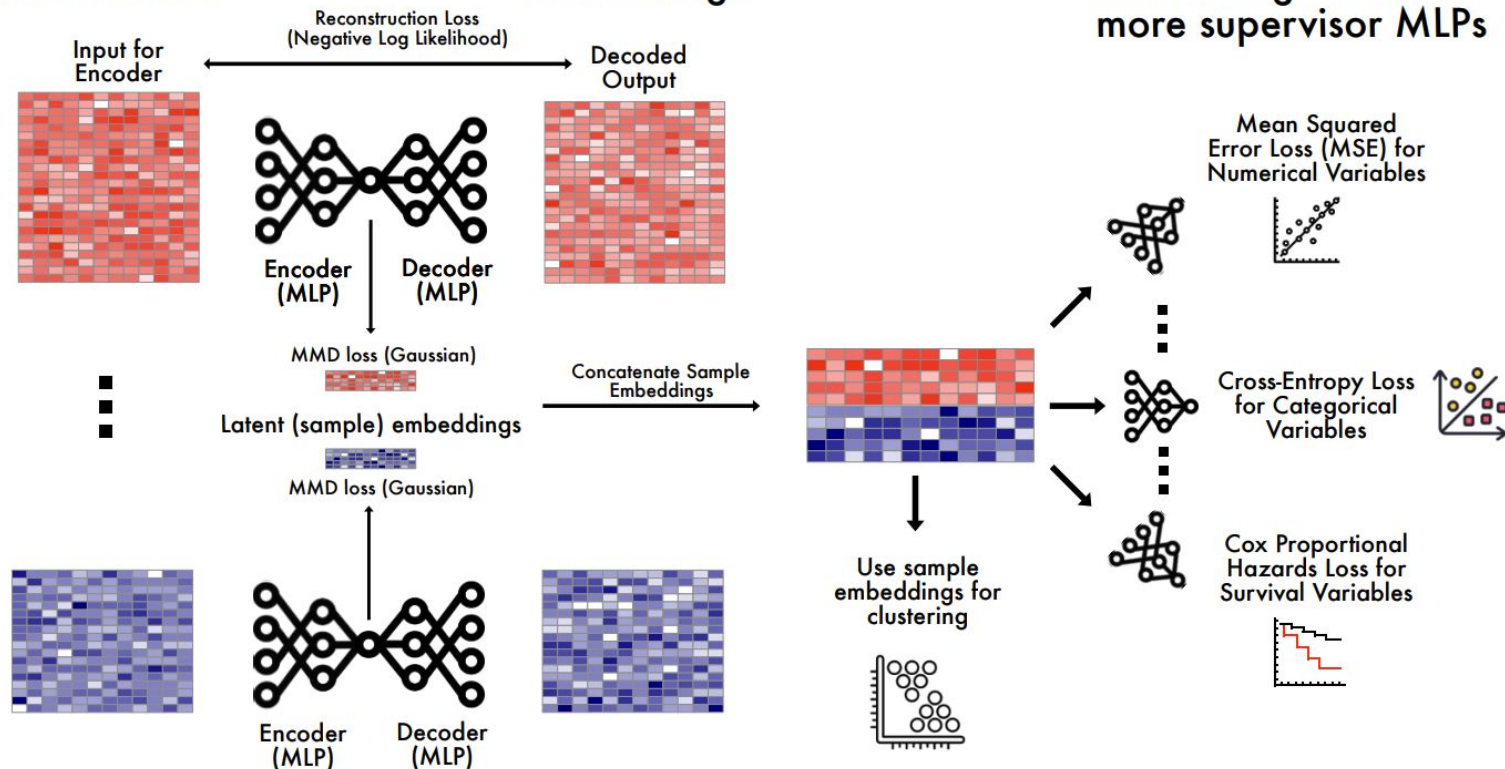 more supervisor MLPs
Reconstruction Loss
(Negative Log Likelihood)
Input for
Encoder
Decoded
Output
Encoder
(MLP)
Decoder
(MLP)
MMD loss (Gaussian)
Latent (sample) embeddings
MMD loss (Gaussian)
Encoder
(MLP)
Decoder
(MLP)
Concatenate Sample
Embeddings
Use sample
embeddings for
clustering
Mean Squared
Error Loss (MSE) for
Numerical Variables
Cross-Entropy Loss
for Categorical
Variables
Cox Proportional
Hazards Loss for
Survival Variables